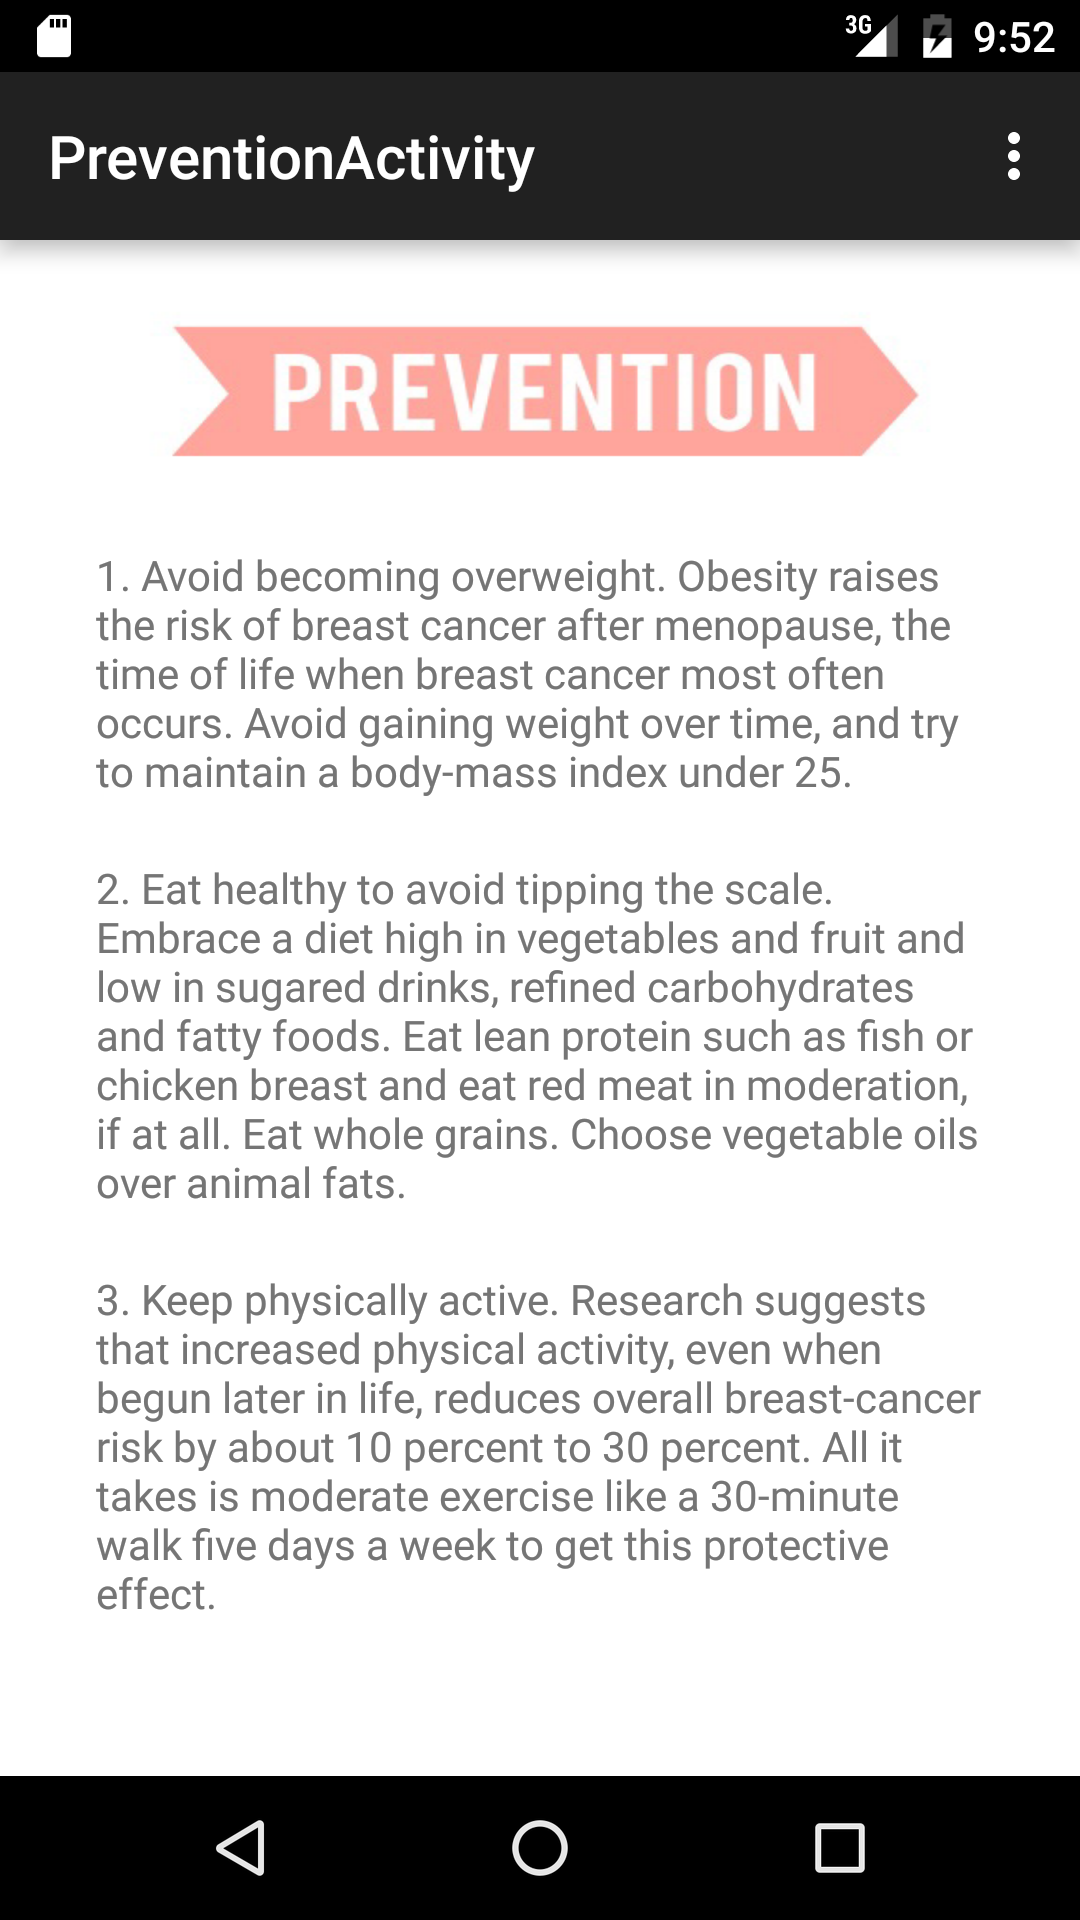 3G 9:52
PreventionActivity
PREVENTION
1. Avoid becoming overweight. Obesity raises
the risk of breast cancer after menopause, the
time of life when breast cancer most often
occurs. Avoid gaining weight over time, and try
to maintain a body-mass index under 25.
2. Eat healthy to avoid tipping the scale.
Embrace a diet high in vegetables and fruit and
low in sugared drinks, refined carbohydrates
and fatty foods. Eat lean protein such as fish or
chicken breast and eat red meat in moderation,
if at all. Eat whole grains. Choose vegetable oils
over animal fats.
3. Keep physically active. Research suggests
that increased physical activity, even when
begun later in life, reduces overall breast-cancer
risk by about 10 percent to 30 percent. All it
takes is moderate exercise like a 30-minute
walk five days a week to get this protective
effect.